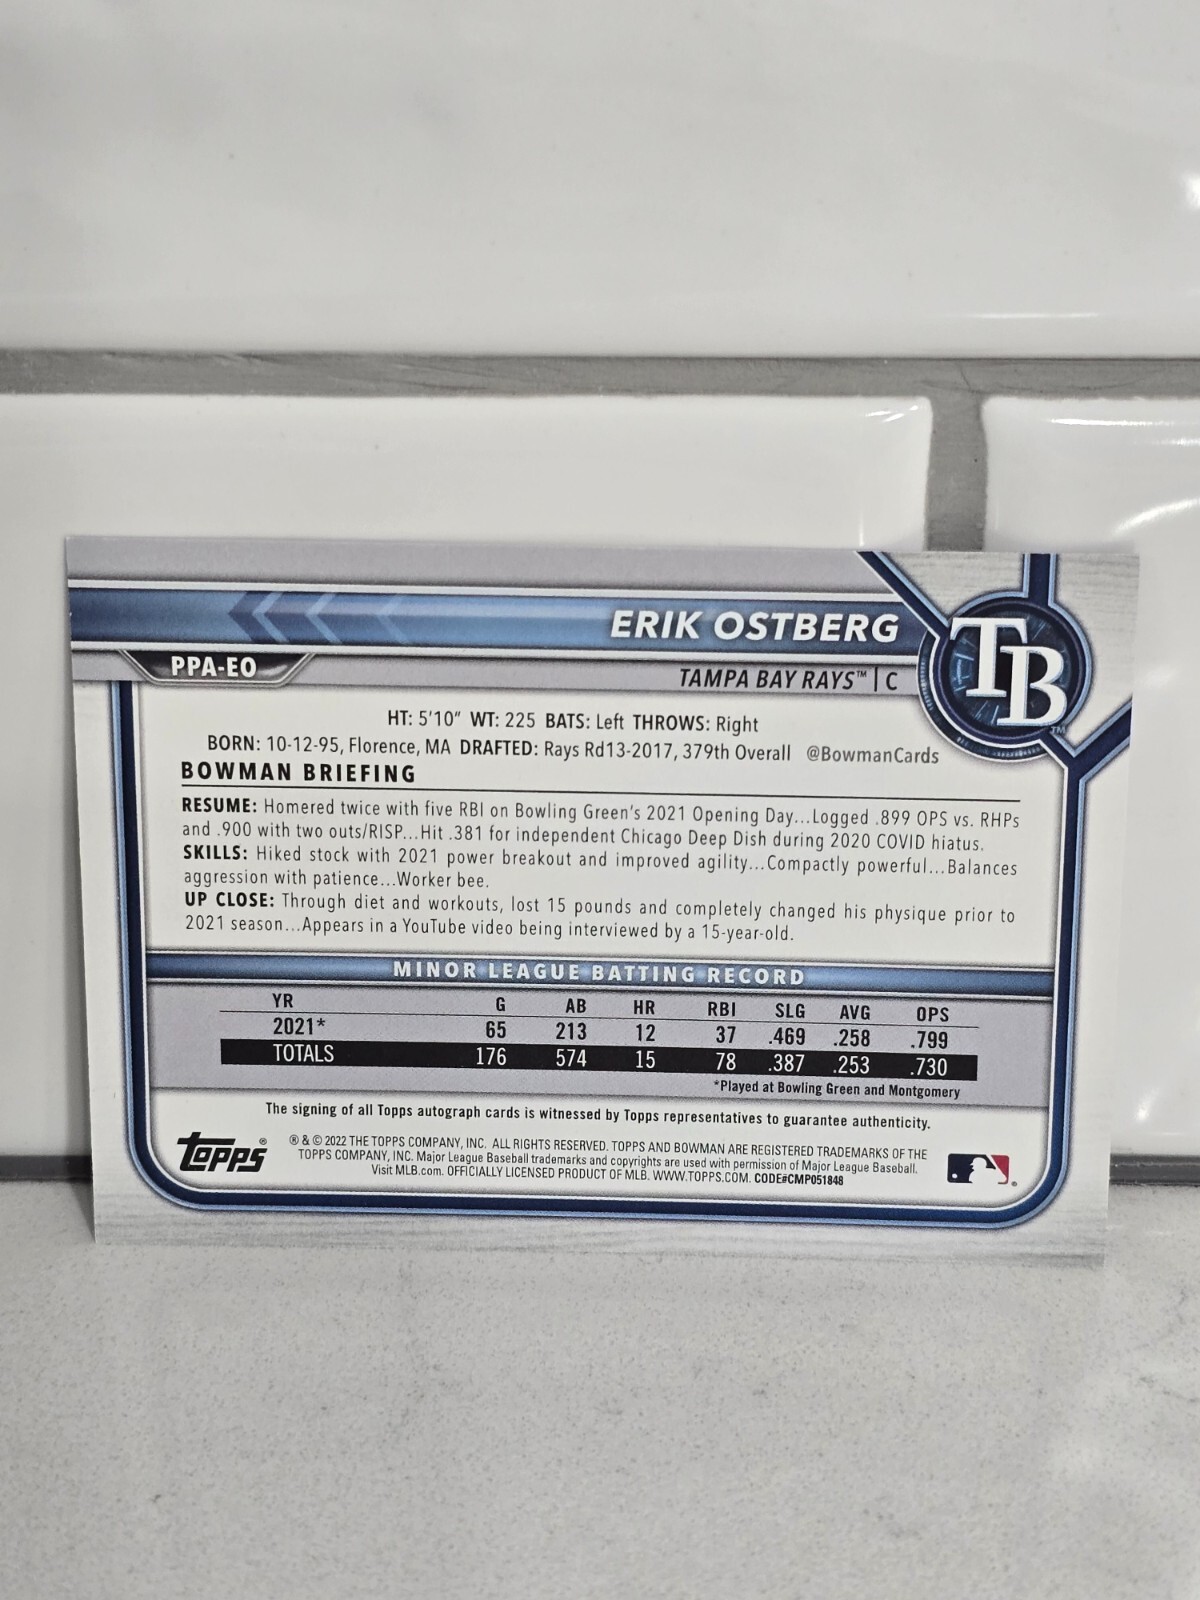 ERIK OSTBERG
PPA-EO
TAMPA BAY RAYS™ | C
TB™
HT: 5'10" WT: 225 BATS: Left THROWS: Right
BORN: 10-12-95, Florence, MA DRAFTED: Rays Rd13-2017, 379th Overall @BowmanCards
BOWMAN BRIEFING
RESUME: Homered twice with five RBI on Bowling Green's 2021 Opening Day...Logged .899 OPS vs. RHPs
and .900 with two outs/RISP...Hit .381 for independent Chicago Deep Dish during 2020 COVID hiatus.
SKILLS: Hiked stock with 2021 power breakout and improved agility...Compactly powerful...Balances
aggression with patience...Worker bee.
UP CLOSE: Through diet and workouts, lost 15 pounds and completely changed his physique prior to
2021 season...Appears in a YouTube video being interviewed by a 15-year-old.
MINOR LEAGUE BATTING RECORD
YR G AB HR RBI SLG AVG OPS
2021* 65 213 12 37 .469 .258 .799
TOTALS 176 574 15 78 .387 .253 .730
*Played at Bowling Green and Montgomery
The signing of all Topps autograph cards is witnessed by Topps representatives to guarantee authenticity.
topps®
® & © 2022 THE TOPPS COMPANY, INC. ALL RIGHTS RESERVED. TOPPS AND BOWMAN ARE REGISTERED TRADEMARKS OF THE
TOPPS COMPANY, INC. Major League Baseball trademarks and copyrights are used with permission of Major League Baseball.
Visit MLB.com. OFFICIALLY LICENSED PRODUCT OF MLB. WWW.TOPPS.COM. CODE#CMP051848
®